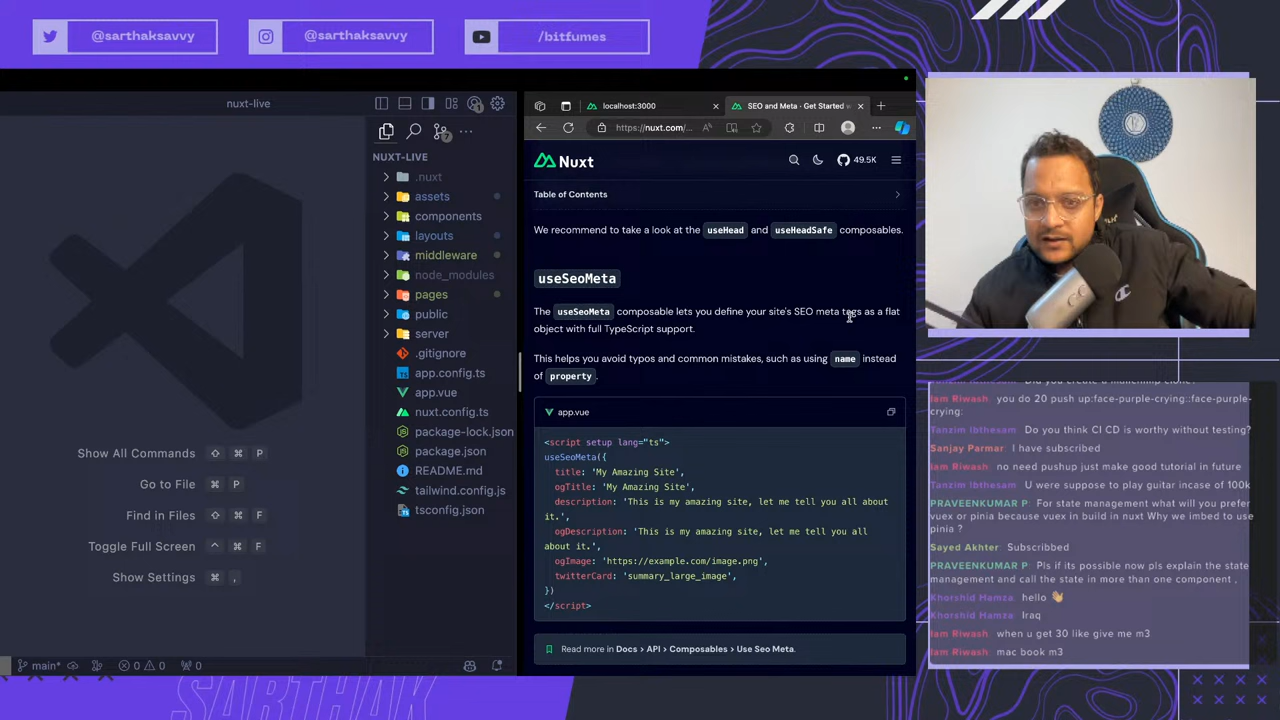 @sarthaksavvy
@sarthaksavvy
/bitfumes
nuxt-live
NUXT-LIVE
.nuxt
assets
components
layouts
middleware
node_modules
pages
public
server
.gitignore
app.config.ts
app.vue
nuxt.config.ts
package-lock.json
package.json
README.md
tailwind.config.js
tsconfig.json
Show All Commands ⇧ ⌘ P
Go to File ⌘ P
Find in Files ⇧ ⌘ F
Toggle Full Screen ⌃ ⌘ F
Show Settings ⌘ ,
main*
0 0
0
localhost:3000
SEO and Meta · Get Started w
https://nuxt.com/...
Nuxt
49.5K
Table of Contents
We recommend to take a look at the useHead and useHeadSafe composables.
useSeoMeta
The useSeoMeta composable lets you define your site's SEO meta tags as a flat
object with full TypeScript support.
This helps you avoid typos and common mistakes, such as using name instead
of property.
app.vue
<script setup lang="ts">
useSeoMeta({
title: 'My Amazing Site',
ogTitle: 'My Amazing Site',
description: 'This is my amazing site, let me tell you all about
it.',
ogDescription: 'This is my amazing site, let me tell you all
about it.',
ogImage: 'https://example.com/image.png',
twitterCard: 'summary_large_image',
})
</script>
Read more in Docs > API > Composables > Use Seo Meta.
Tanzim Ibthesam Did you create a mailchimp clone?
Iam Riwash you do 20 push up:face-purple-crying::face-purple-
crying:
Tanzim Ibthesam Do you think CI CD is worthy without testing?
Sanjay Parmar I have subscribed
Iam Riwash no need pushup just make good tutorial in future
Tanzim Ibthesam U were suppose to play guitar incase of 100k
PRAVEENKUMAR P For state management what will you prefer
vuex or pinia because vuex in build in nuxt Why we imbed to use
pinia ?
Sayed Akhter Subscribbed
PRAVEENKUMAR P Pls if its possible now pls explain the state
management and call the state in more than one component ,
Khorshid Hamza hello 👋
Khorshid Hamza Iraq
Iam Riwash when u get 30 like give me m3
Iam Riwash mac book m3
SARTHAK